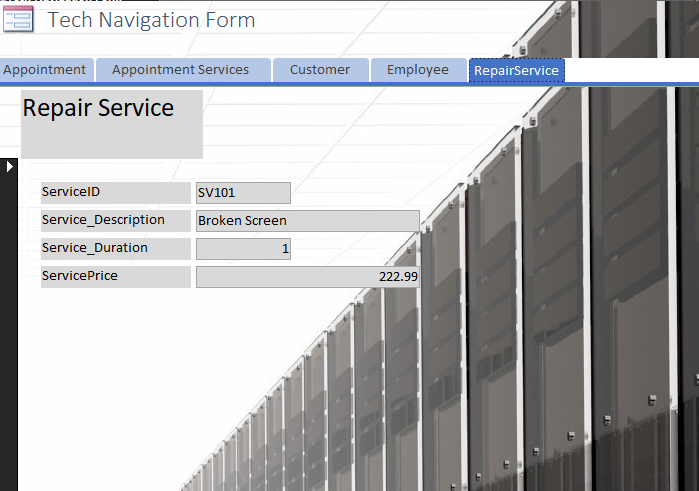 Tech Navigation Form
Appointment Appointment Services Customer Employee RepairService
Repair Service
ServiceID SV101
Service_Description Broken Screen
Service_Duration 1
ServicePrice 222.99